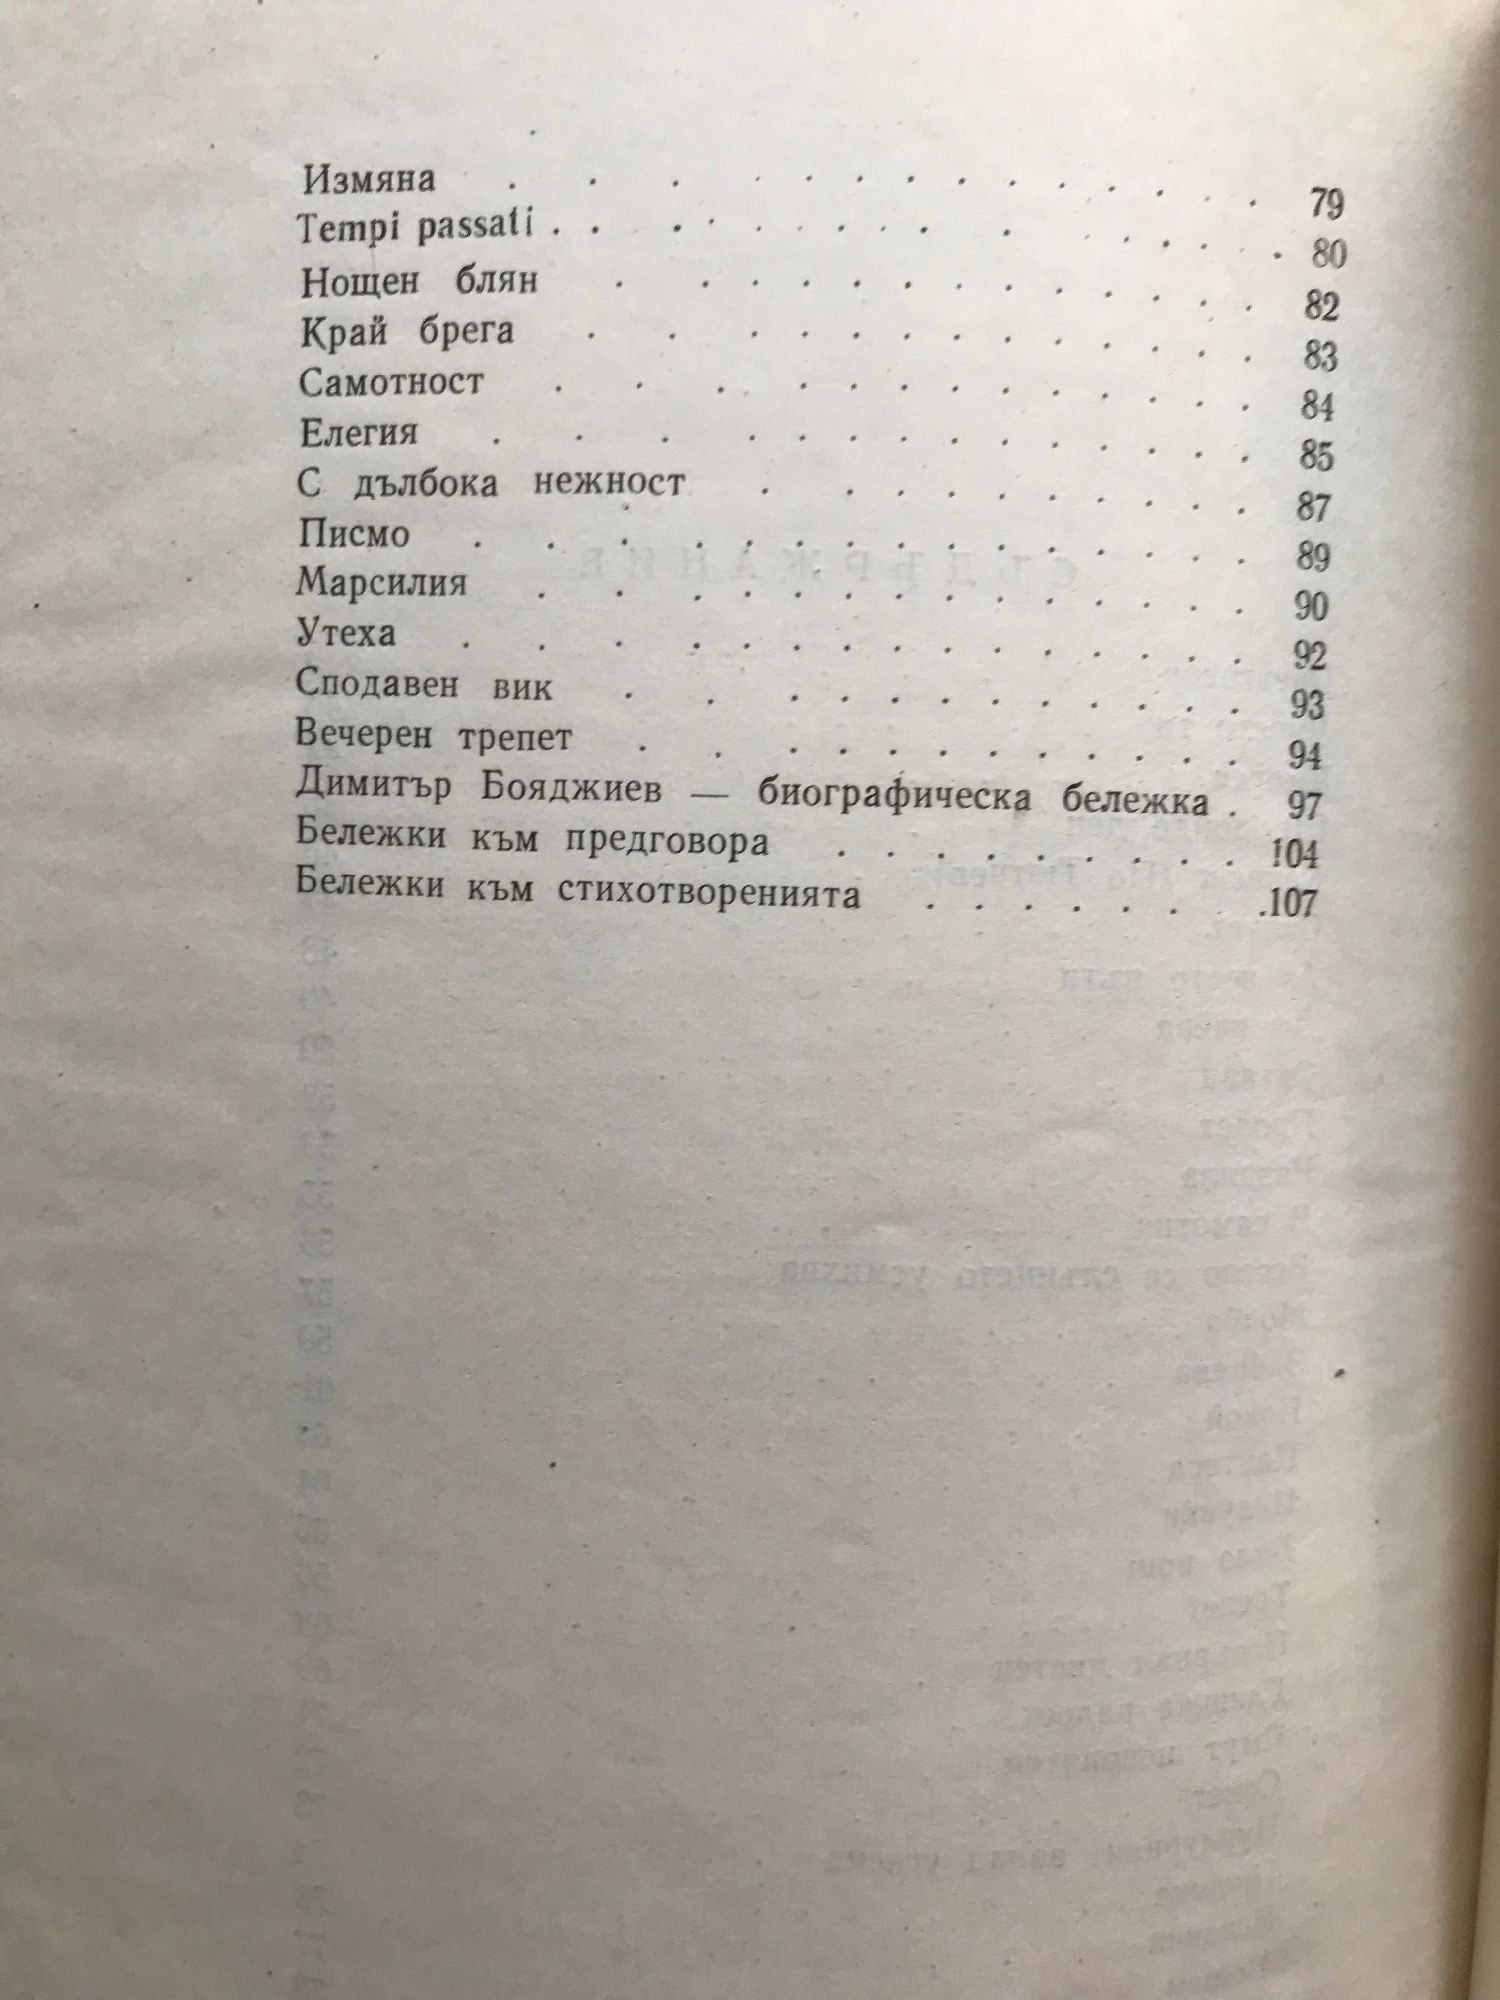 Измяна . . . . . . . . . . . . . 79
Tempi passati . . . . . . . . . . . . . 80
Нощен блян . . . . . . . . . . . . . 82
Край брега . . . . . . . . . . . . . 83
Самотност . . . . . . . . . . . . . 84
Елегия . . . . . . . . . . . . . . 85
С дълбока нежност . . . . . . . . . . 87
Писмо . . . . . . . . . . . . . . 89
Марсилия . . . . . . . . . . . . . 90
Утеха . . . . . . . . . . . . . . . 92
Сподавен вик . . . . . . . . . . . . 93
Вечерен трепет . . . . . . . . . . . . 94
Димитър Бояджиев — биографическа бележка . 97
Бележки към предговора . . . . . . . . . 104
Бележки към стихотворенията . . . . . . . .107